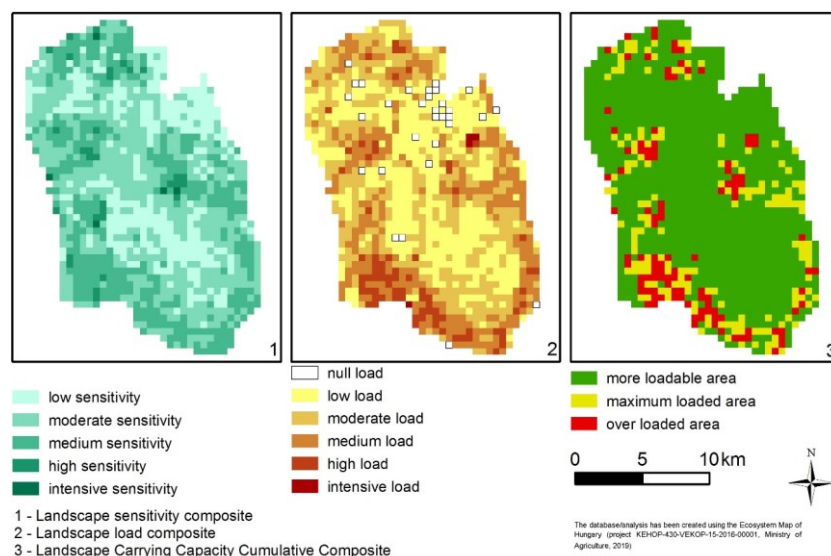 1
2
3
low sensitivity
moderate sensitivity
medium sensitivity
high sensitivity
intensive sensitivity
null load
low load
moderate load
medium load
high load
intensive load
more loadable area
maximum loaded area
over loaded area
0 5 10 km
N
1 - Landscape sensitivity composite
2 - Landscape load composite
3 - Landscape Carrying Capacity Cumulative Composite
The database/analysis has been created using the Ecosystem Map of
Hungary (project KEHOP-430-VEKOP-15-2016-00001, Ministry of
Agriculture, 2019)